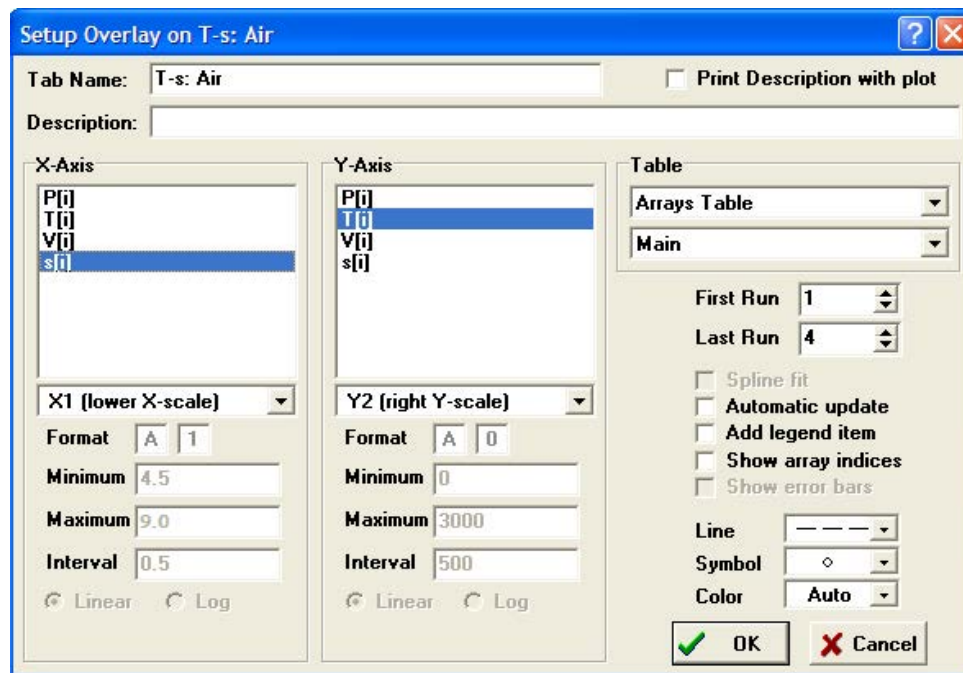 Setup Overlay on T-s: Air
Tab Name: T-s: Air
Print Description with plot
Description:
X-Axis
P[i]
T[i]
V[i]
s[i]
X1 (lower X-scale)
Format A 1
Minimum 4.5
Maximum 9.0
Interval 0.5
Linear Log
Y-Axis
P[i]
T[i]
V[i]
s[i]
Y2 (right Y-scale)
Format A 0
Minimum 0
Maximum 3000
Interval 500
Linear Log
Table
Arrays Table
Main
First Run 1
Last Run 4
Spline fit
Automatic update
Add legend item
Show array indices
Show error bars
Line
Symbol
Color Auto
OK Cancel